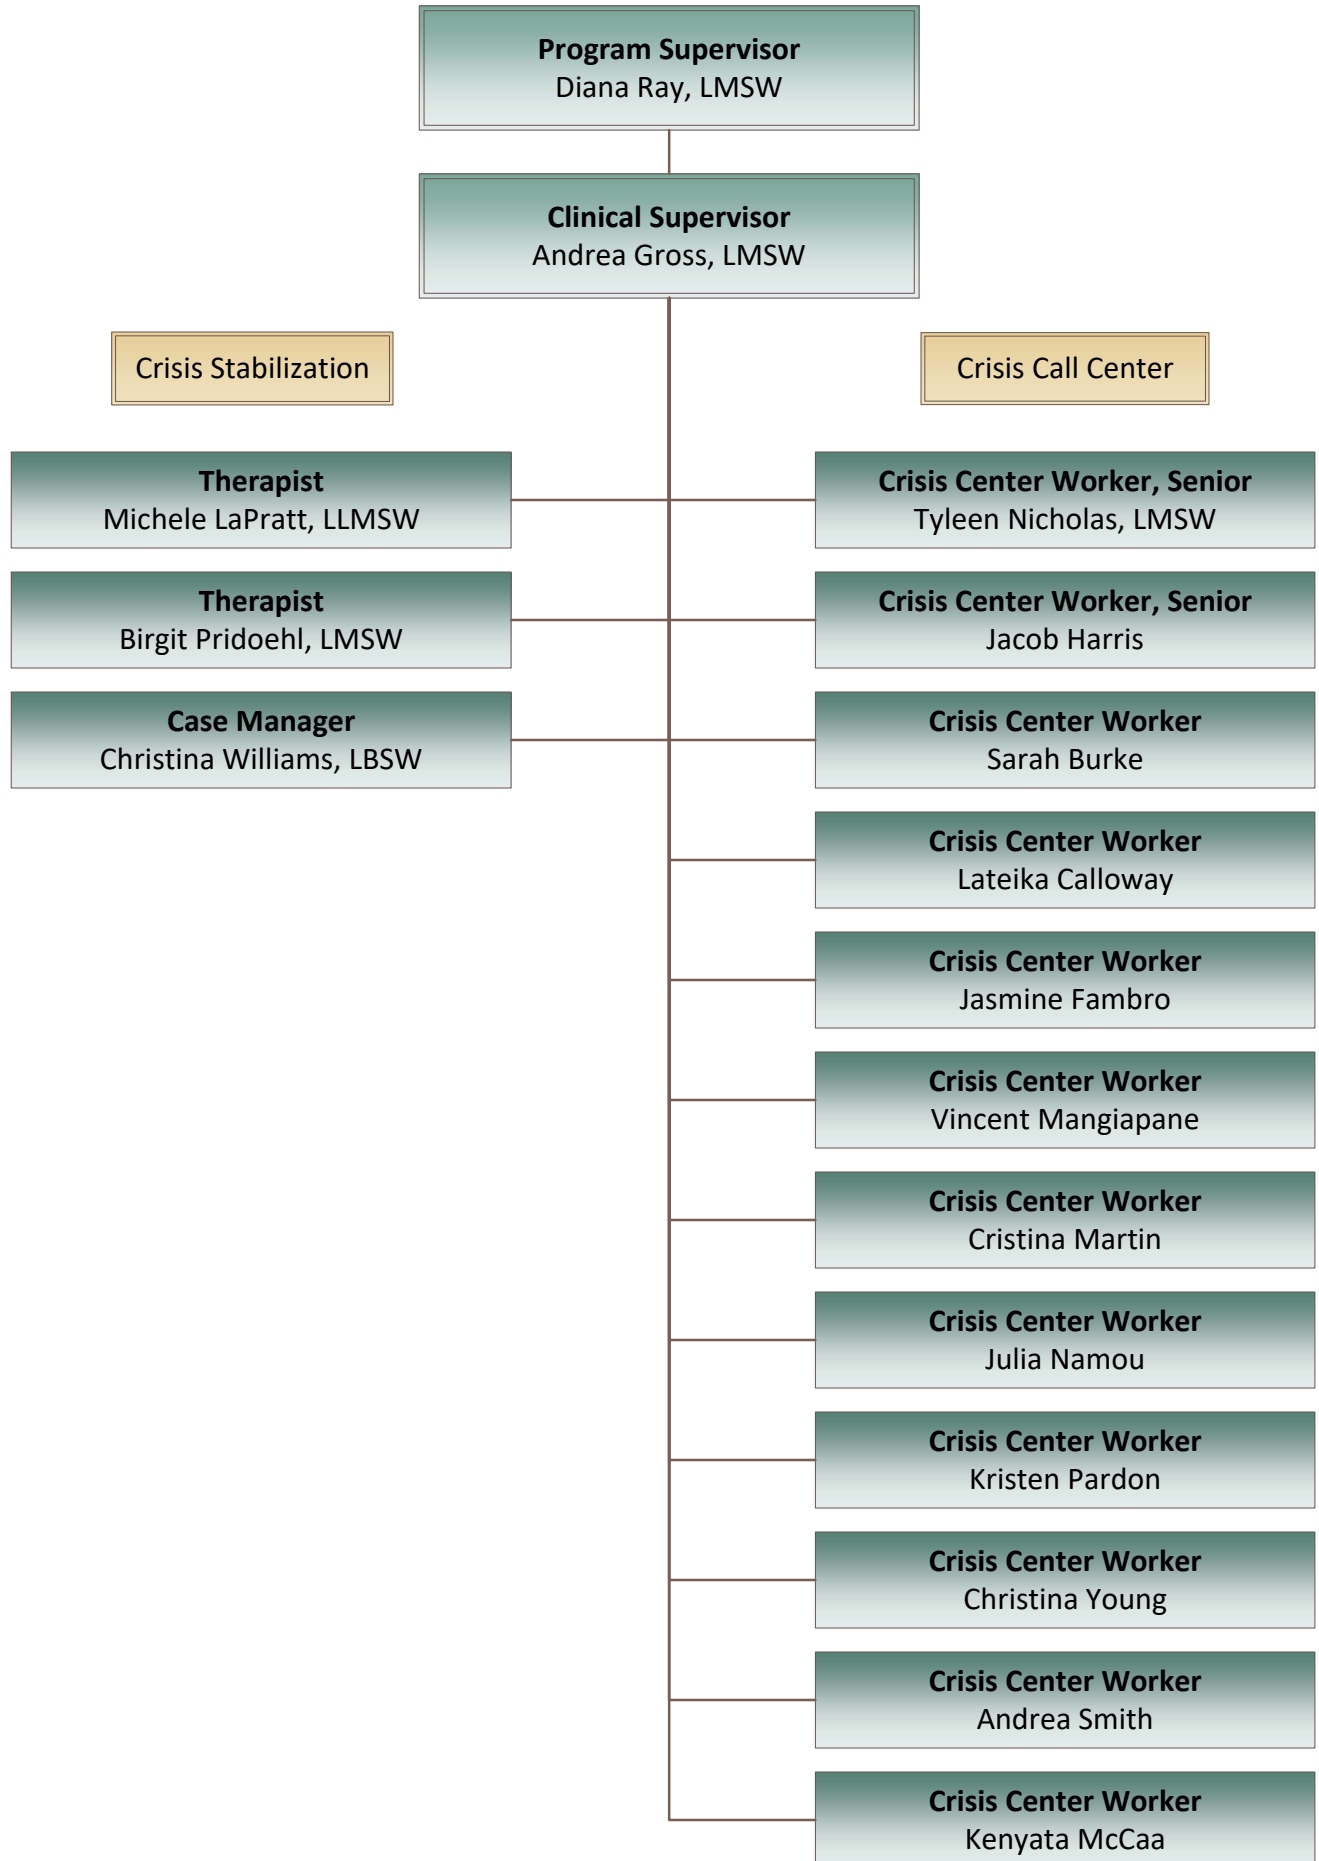 Program Supervisor
Diana Ray, LMSW
Clinical Supervisor
Andrea Gross, LMSW
Crisis Stabilization
Therapist
Michele LaPratt, LLMSW
Therapist
Birgit Pridoehl, LMSW
Case Manager
Christina Williams, LBSW
Crisis Call Center
Crisis Center Worker, Senior
Tyleen Nicholas, LMSW
Crisis Center Worker, Senior
Jacob Harris
Crisis Center Worker
Sarah Burke
Crisis Center Worker
Lateika Calloway
Crisis Center Worker
Jasmine Fambro
Crisis Center Worker
Vincent Mangiapane
Crisis Center Worker
Cristina Martin
Crisis Center Worker
Julia Namou
Crisis Center Worker
Kristen Pardon
Crisis Center Worker
Christina Young
Crisis Center Worker
Andrea Smith
Crisis Center Worker
Kenyata McCaa